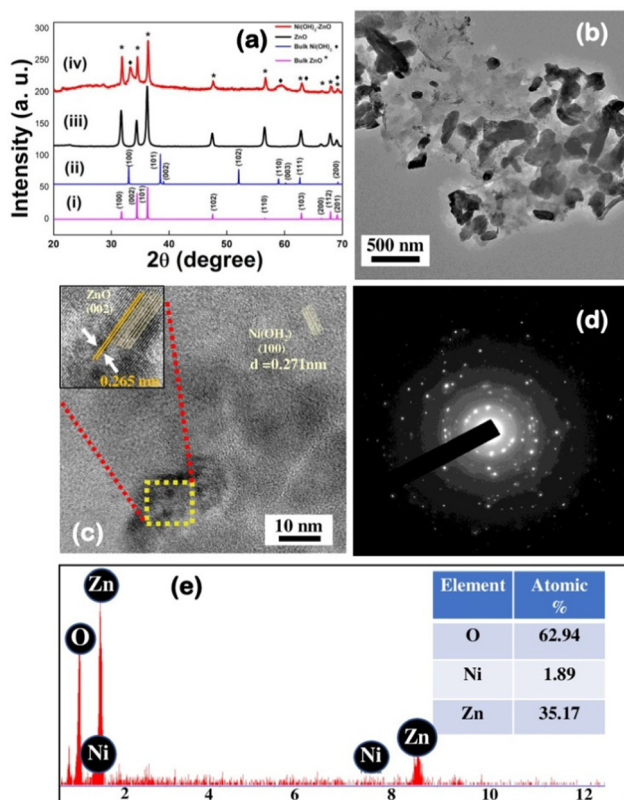 (a)
Ni(OH)₂-ZnO
ZnO
Bulk Ni(OH)₂ ♦
Bulk ZnO *
Intensity (a. u.)
300
250
200
150
100
50
0
(iv)
(iii)
(ii)
(i)
* ♦ * * * * ♦ * ♦ * * ♦
(100) (101) (002) (102) (110) (003) (111) (200)
(100) (002) (101) (102) (110) (103) (200) (112) (201)
20 30 40 50 60 70
2θ (degree)
(b)
500 nm
ZnO
(002)
0.265 nm
Ni(OH₂)
(100)
d =0.271nm
(c)
10 nm
(d)
(e)
Zn
O
Ni
Ni
Zn
Element Atomic %
O 62.94
Ni 1.89
Zn 35.17
2 4 6 8 10 12